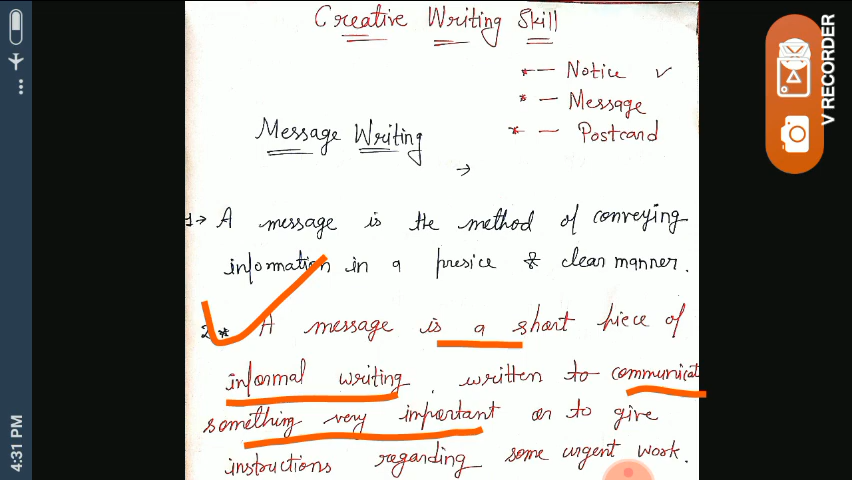 Creative Writing Skill
*— Notice ✓
* — Message
* — Postcard
Message Writing
→
1→ A message is the method of conveying
information in a presice & clear manner.
2* A message is a short piece of
informal writing, written to communicat
something very important or to give
instructions regarding some urgent work.
4:31 PM
V RECORDER